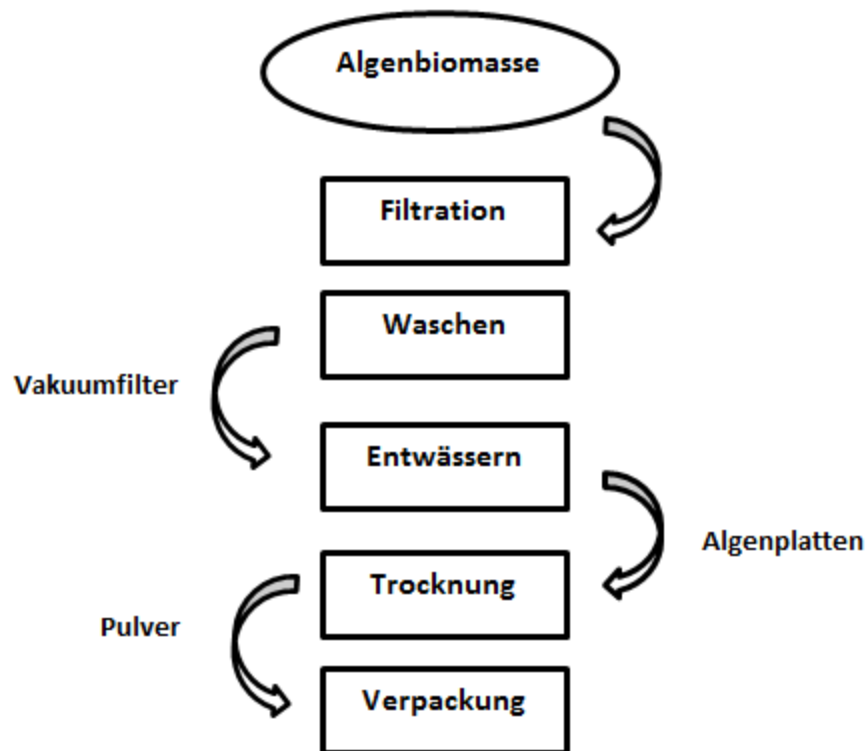 Algenbiomasse
Filtration
Waschen
Vakuumfilter
Entwässern
Algenplatten
Trocknung
Pulver
Verpackung